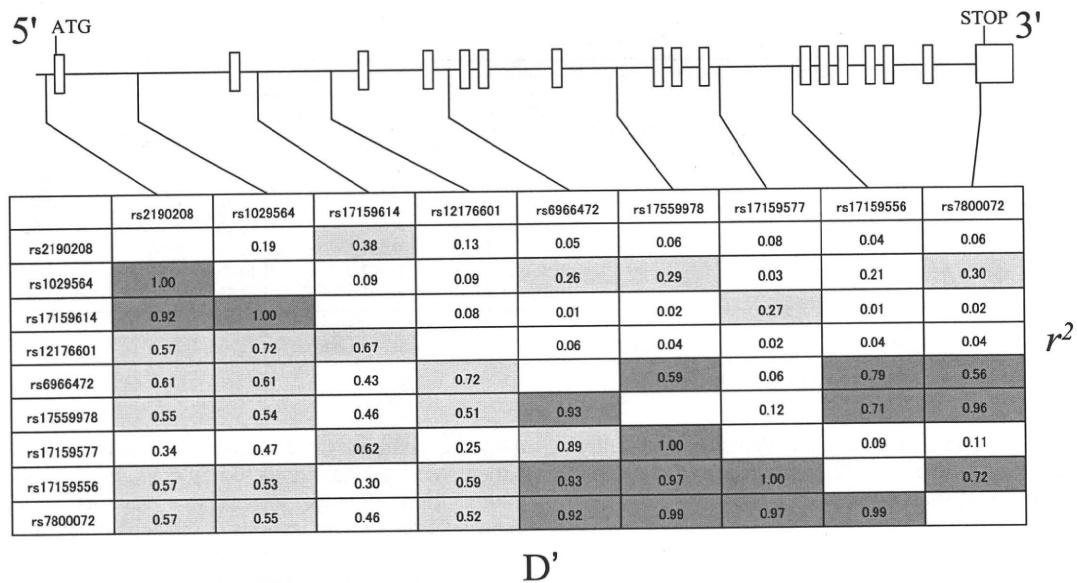 5' ATG STOP 3'
rs2190208 rs1029564 rs17159614 rs12176601 rs6966472 rs17559978 rs17159577 rs17159556 rs7800072
rs2190208 0.19 0.38 0.13 0.05 0.06 0.08 0.04 0.06
rs1029564 1.00 0.09 0.09 0.26 0.29 0.03 0.21 0.30
rs17159614 0.92 1.00 0.08 0.01 0.02 0.27 0.01 0.02
rs12176601 0.57 0.72 0.67 0.06 0.04 0.02 0.04 0.04
r²
rs6966472 0.61 0.61 0.43 0.72 0.59 0.06 0.79 0.56
rs17559978 0.55 0.54 0.46 0.51 0.93 0.12 0.71 0.96
rs17159577 0.34 0.47 0.62 0.25 0.89 1.00 0.09 0.11
rs17159556 0.57 0.53 0.30 0.59 0.93 0.97 1.00 0.72
rs7800072 0.57 0.55 0.46 0.52 0.92 0.99 0.97 0.99
D'